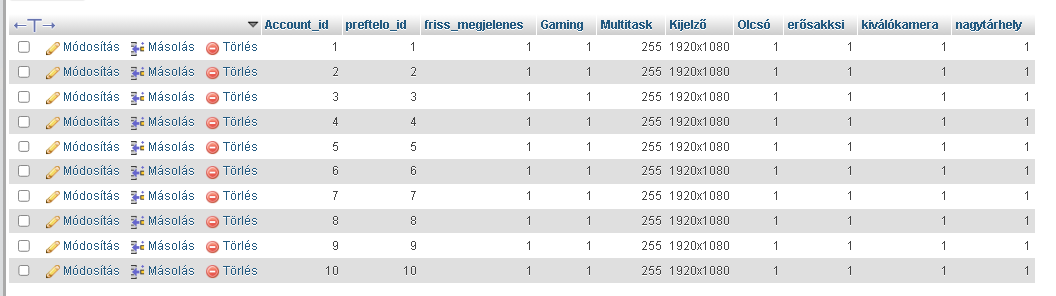 Account_id preftelo_id friss_megjelenes Gaming Multitask Kijelző Olcsó erősakksi kiválókamera nagytárhely
Módosítás Másolás Törlés 1 1 1 1 255 1920x1080 1 1 1 1
Módosítás Másolás Törlés 2 2 1 1 255 1920x1080 1 1 1 1
Módosítás Másolás Törlés 3 3 1 1 255 1920x1080 1 1 1 1
Módosítás Másolás Törlés 4 4 1 1 255 1920x1080 1 1 1 1
Módosítás Másolás Törlés 5 5 1 1 255 1920x1080 1 1 1 1
Módosítás Másolás Törlés 6 6 1 1 255 1920x1080 1 1 1 1
Módosítás Másolás Törlés 7 7 1 1 255 1920x1080 1 1 1 1
Módosítás Másolás Törlés 8 8 1 1 255 1920x1080 1 1 1 1
Módosítás Másolás Törlés 9 9 1 1 255 1920x1080 1 1 1 1
Módosítás Másolás Törlés 10 10 1 1 255 1920x1080 1 1 1 1